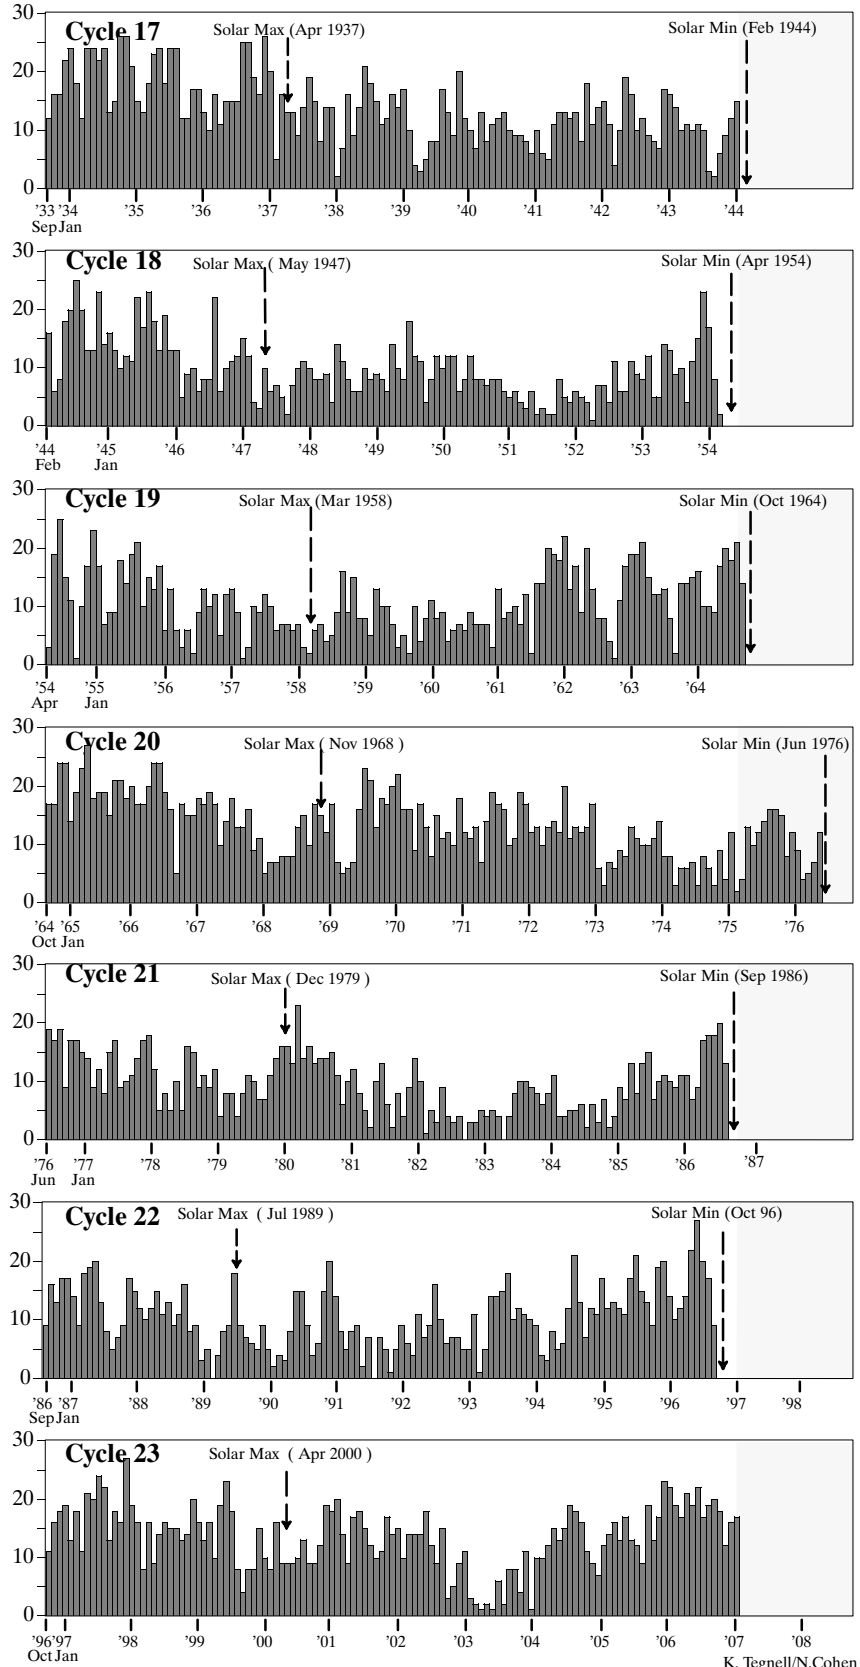 30
Cycle 17
Solar Max (Apr 1937)
Solar Min (Feb 1944)
20
10
0
’33 ’34 ’35 ’36 ’37 ’38 ’39 ’40 ’41 ’42 ’43 ’44
Sep Jan
30
Cycle 18
Solar Max ( May 1947)
Solar Min (Apr 1954)
20
10
0
’44 ’45 ’46 ’47 ’48 ’49 ’50 ’51 ’52 ’53 ’54
Feb Jan
30
Cycle 19
Solar Max (Mar 1958)
Solar Min (Oct 1964)
20
10
0
’54 ’55 ’56 ’57 ’58 ’59 ’60 ’61 ’62 ’63 ’64
Apr Jan
30
Cycle 20
Solar Max ( Nov 1968 )
Solar Min (Jun 1976)
20
10
0
’64 ’65 ’66 ’67 ’68 ’69 ’70 ’71 ’72 ’73 ’74 ’75 ’76
Oct Jan
30
Cycle 21
Solar Max ( Dec 1979 )
Solar Min (Sep 1986)
20
10
0
’76 ’77 ’78 ’79 ’80 ’81 ’82 ’83 ’84 ’85 ’86 ’87
Jun Jan
30
Cycle 22
Solar Max ( Jul 1989 )
Solar Min (Oct 96)
20
10
0
’86 ’87 ’88 ’89 ’90 ’91 ’92 ’93 ’94 ’95 ’96 ’97 ’98
Sep Jan
30
Cycle 23
Solar Max ( Apr 2000 )
20
10
0
’96 ’97 ’98 ’99 ’00 ’01 ’02 ’03 ’04 ’05 ’06 ’07 ’08
Oct Jan
K. Tegnell/N.Cohen